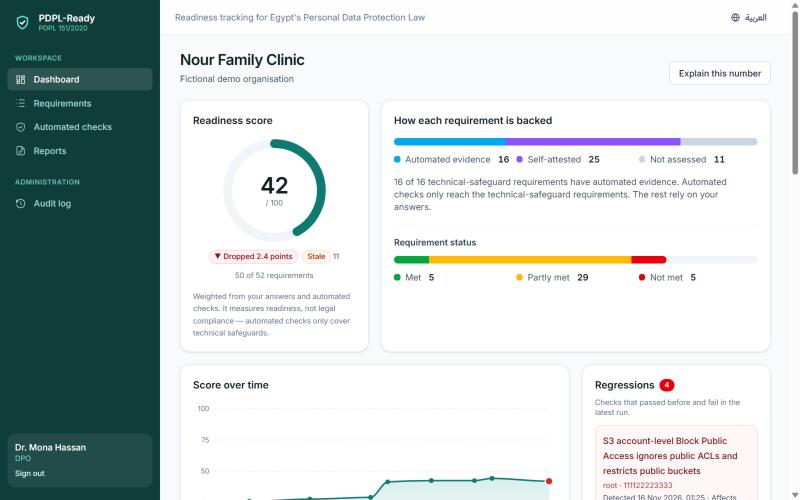 PDPL-Ready
PDPL 151/2020
WORKSPACE
Dashboard
Requirements
Automated checks
Reports
ADMINISTRATION
Audit log
Dr. Mona Hassan
DPO
Sign out
Readiness tracking for Egypt's Personal Data Protection Law
العربية
Nour Family Clinic
Fictional demo organisation
Explain this number
Readiness score
42
/ 100
▼ Dropped 2.4 points Stale 11
50 of 52 requirements
Weighted from your answers and automated
checks. It measures readiness, not legal
compliance — automated checks only cover
technical safeguards.
How each requirement is backed
Automated evidence 16 Self-attested 25 Not assessed 11
16 of 16 technical-safeguard requirements have automated evidence. Automated
checks only reach the technical-safeguard requirements. The rest rely on your
answers.
Requirement status
Met 5 Partly met 29 Not met 5
Score over time
100
75
50
Regressions 4
Checks that passed before and fail in the
latest run.
S3 account-level Block Public
Access ignores public ACLs and
restricts public buckets
root · 111122223333
Detected 16 Nov 2026, 01:25 · Affects